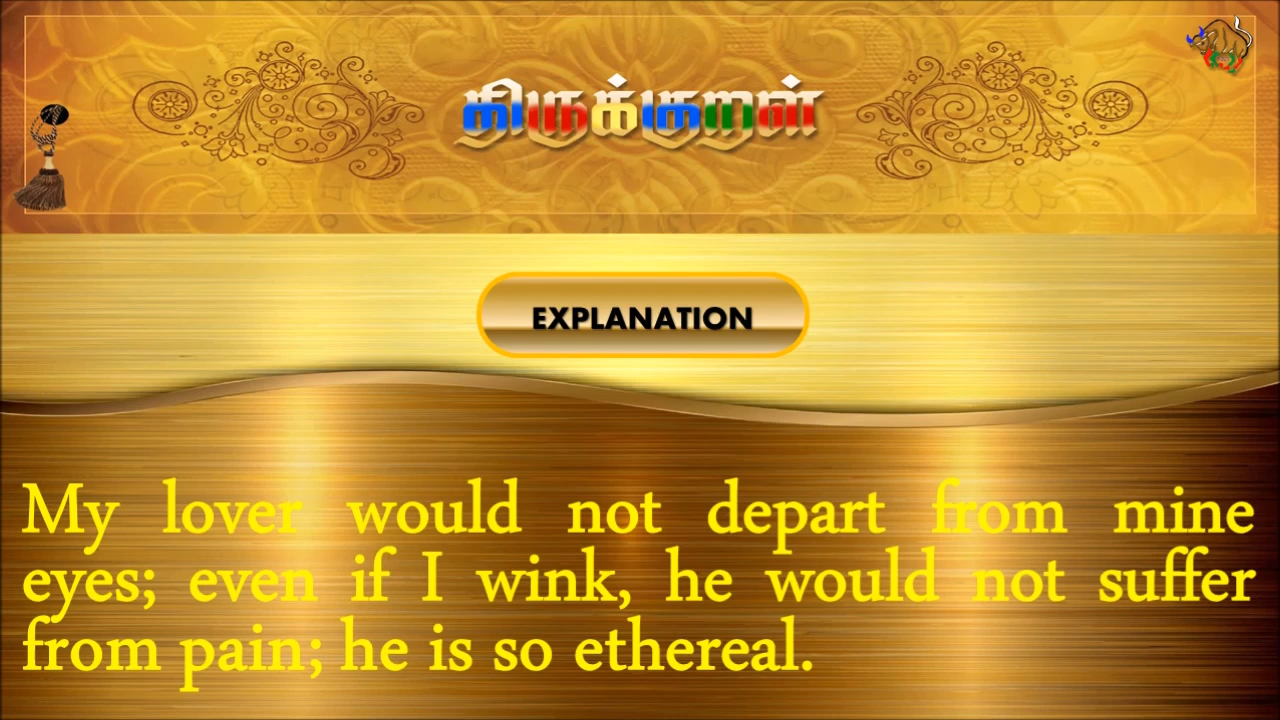 திருக்குறள்
EXPLANATION
My lover would not depart from mine
eyes; even if I wink, he would not suffer
from pain; he is so ethereal.